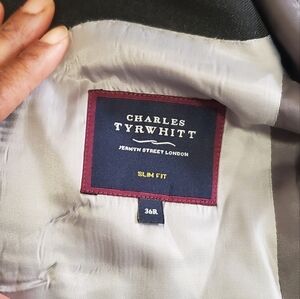 CHARLES
TYRWHITT
JERMYN STREET LONDON
SLIM FIT
36R